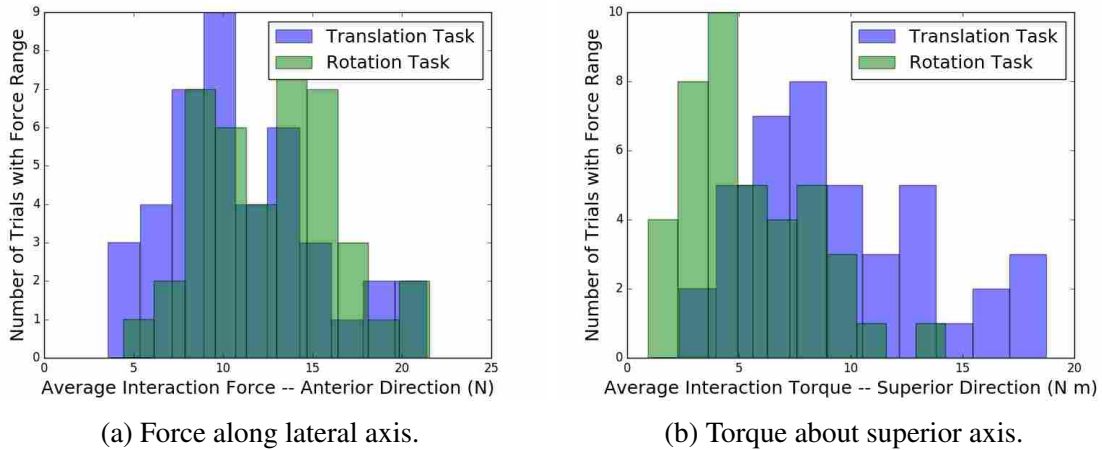 Number of Trials with Force Range
9
8
7
6
5
4
3
2
1
0
Translation Task
Rotation Task
0 5 10 15 20 25
Average Interaction Force -- Anterior Direction (N)
(a) Force along lateral axis.
Number of Trials with Force Range
10
8
6
4
2
0
Translation Task
Rotation Task
0 5 10 15 20
Average Interaction Torque -- Superior Direction (N m)
(b) Torque about superior axis.